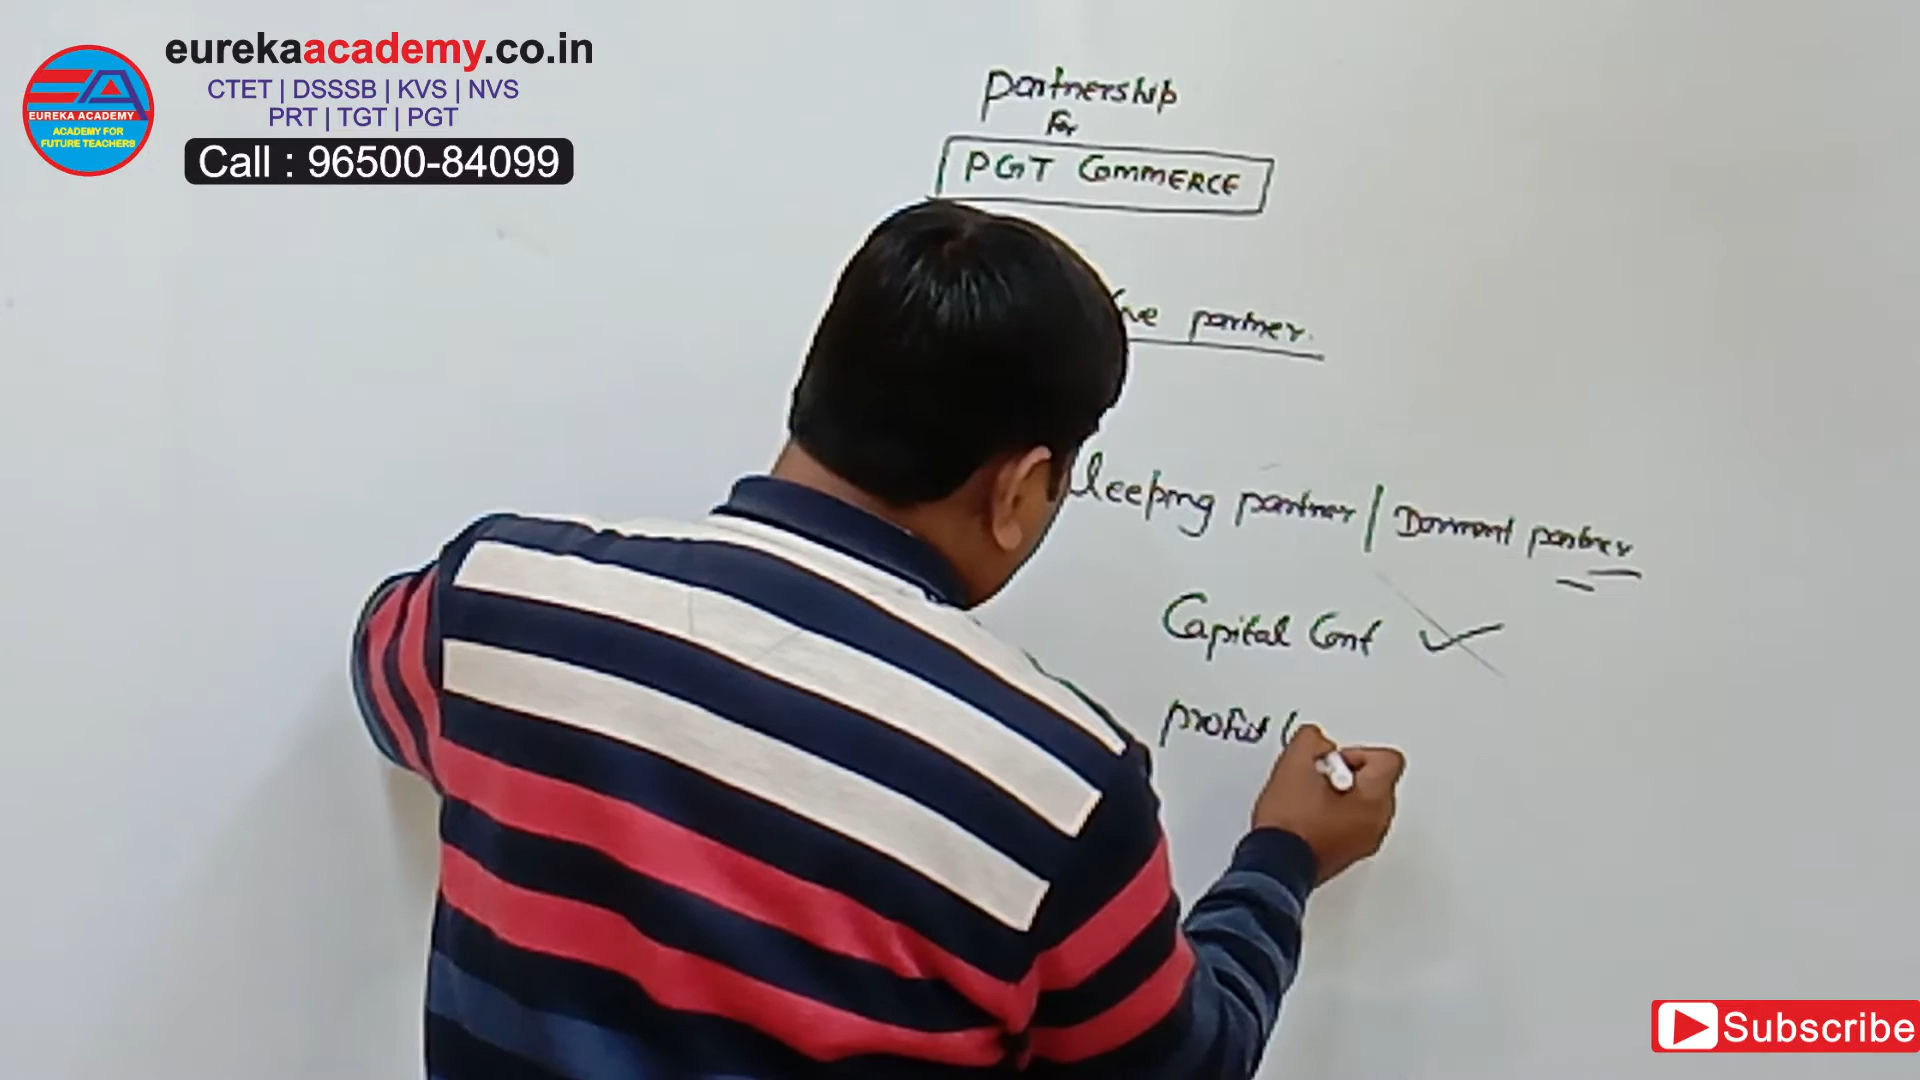 eurekaacademy.co.in
CTET | DSSSB | KVS | NVS
PRT | TGT | PGT
Call : 96500-84099
EUREKA ACADEMY
ACADEMY FOR
FUTURE TEACHERS
Partnership
For
PGT COMMERCE
ve partner.
leeping partner / Dormant partner
Capital Cont ✓
profit (
Subscribe